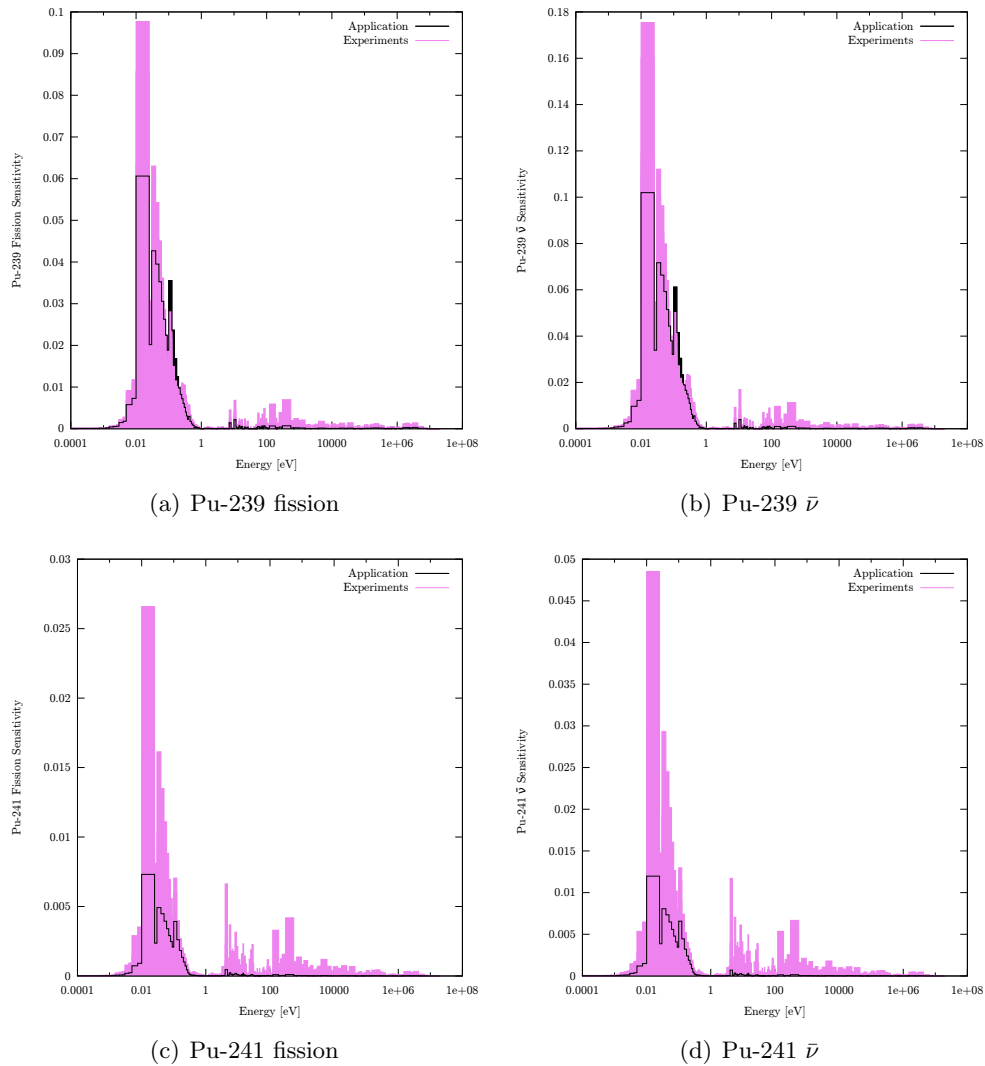 0.1
0.09
0.08
0.07
0.06
0.05
0.04
0.03
0.02
0.01
0
Pu-239 Fission Sensitivity
Application
Experiments
0.0001 0.01 1 100 10000 1e+06 1e+08
Energy [eV]
(a) Pu-239 fission
0.18
0.16
0.14
0.12
0.1
0.08
0.06
0.04
0.02
0
Pu-239 ν̄ Sensitivity
Application
Experiments
0.0001 0.01 1 100 10000 1e+06 1e+08
Energy [eV]
(b) Pu-239 ν̄
0.03
0.025
0.02
0.015
0.01
0.005
0
Pu-241 Fission Sensitivity
Application
Experiments
0.0001 0.01 1 100 10000 1e+06 1e+08
Energy [eV]
(c) Pu-241 fission
0.05
0.045
0.04
0.035
0.03
0.025
0.02
0.015
0.01
0.005
0
Pu-241 ν̄ Sensitivity
Application
Experiments
0.0001 0.01 1 100 10000 1e+06 1e+08
Energy [eV]
(d) Pu-241 ν̄